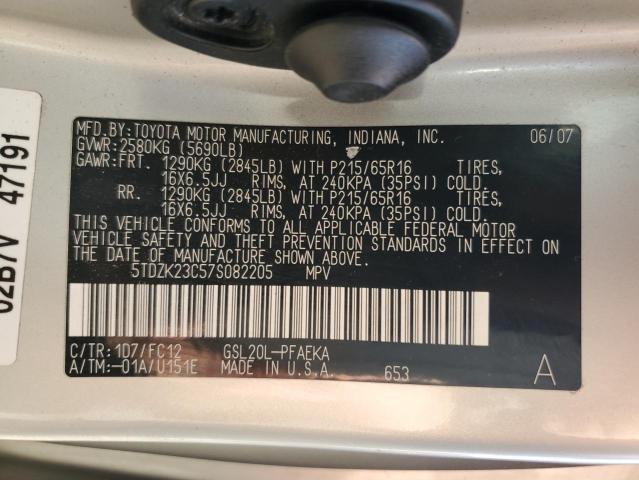 MFD.BY:TOYOTA MOTOR MANUFACTURING, INDIANA, INC. 06/07
GVWR:2580KG (5690LB)
GAWR:FRT. 1290KG (2845LB) WITH P215/65R16 TIRES,
16X6.5JJ RIMS, AT 240KPA (35PSI) COLD.
RR. 1290KG (2845LB) WITH P215/65R16 TIRES,
16X6.5JJ RIMS, AT 240KPA (35PSI) COLD.
THIS VEHICLE CONFORMS TO ALL APPLICABLE FEDERAL MOTOR
VEHICLE SAFETY AND THEFT PREVENTION STANDARDS IN EFFECT ON
THE DATE OF MANUFACTURE SHOWN ABOVE.
5TDZK23C57S082205 MPV
C/TR:1D7/FC12 GSL20L-PFAEKA
A/TM:-01A/U151E MADE IN U.S.A. 653 A
02B7V 47191